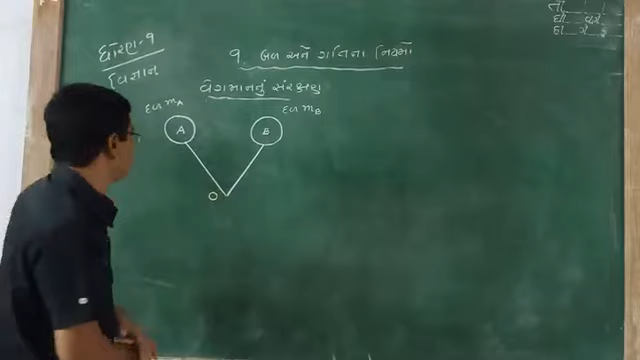 ધોરણ-૧
વિજ્ઞાન
૧. બળ અને ગતિના નિયમો
વેગમાનનું સંરક્ષણ
દળ mA
દળ mB
A
B
O
તા